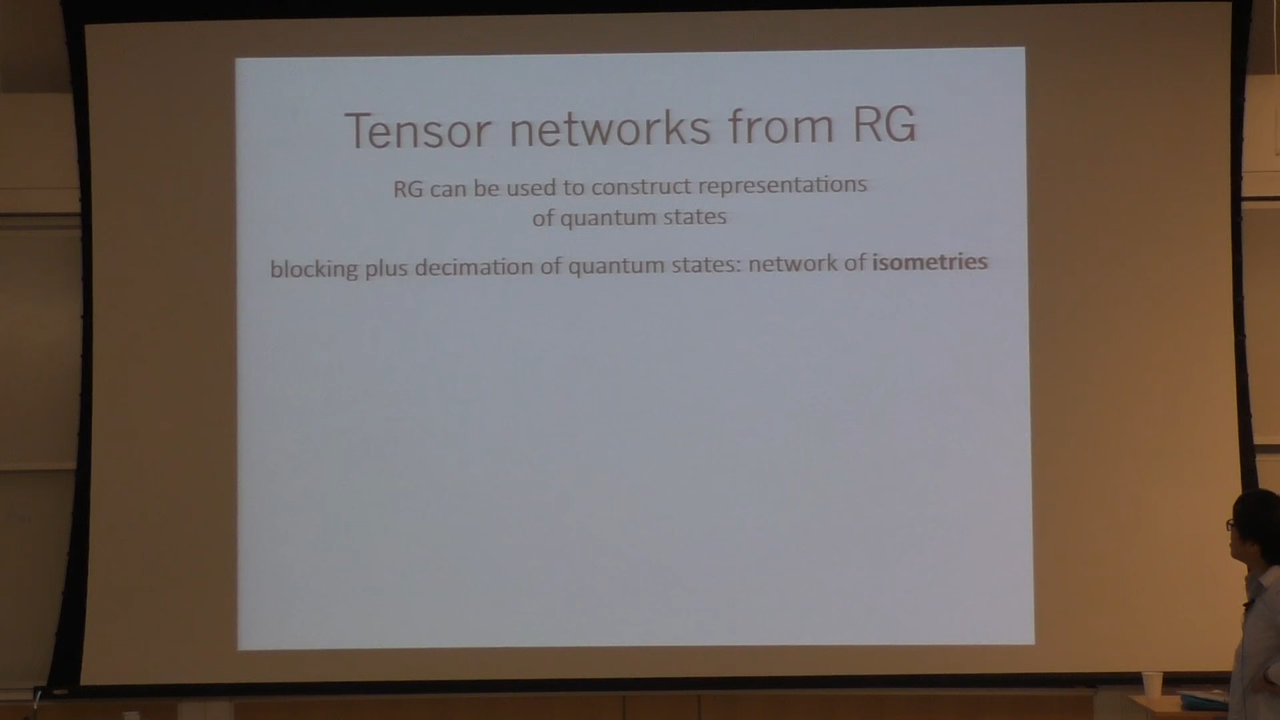 Tensor networks from RG
RG can be used to construct representations
of quantum states
blocking plus decimation of quantum states: network of isometries